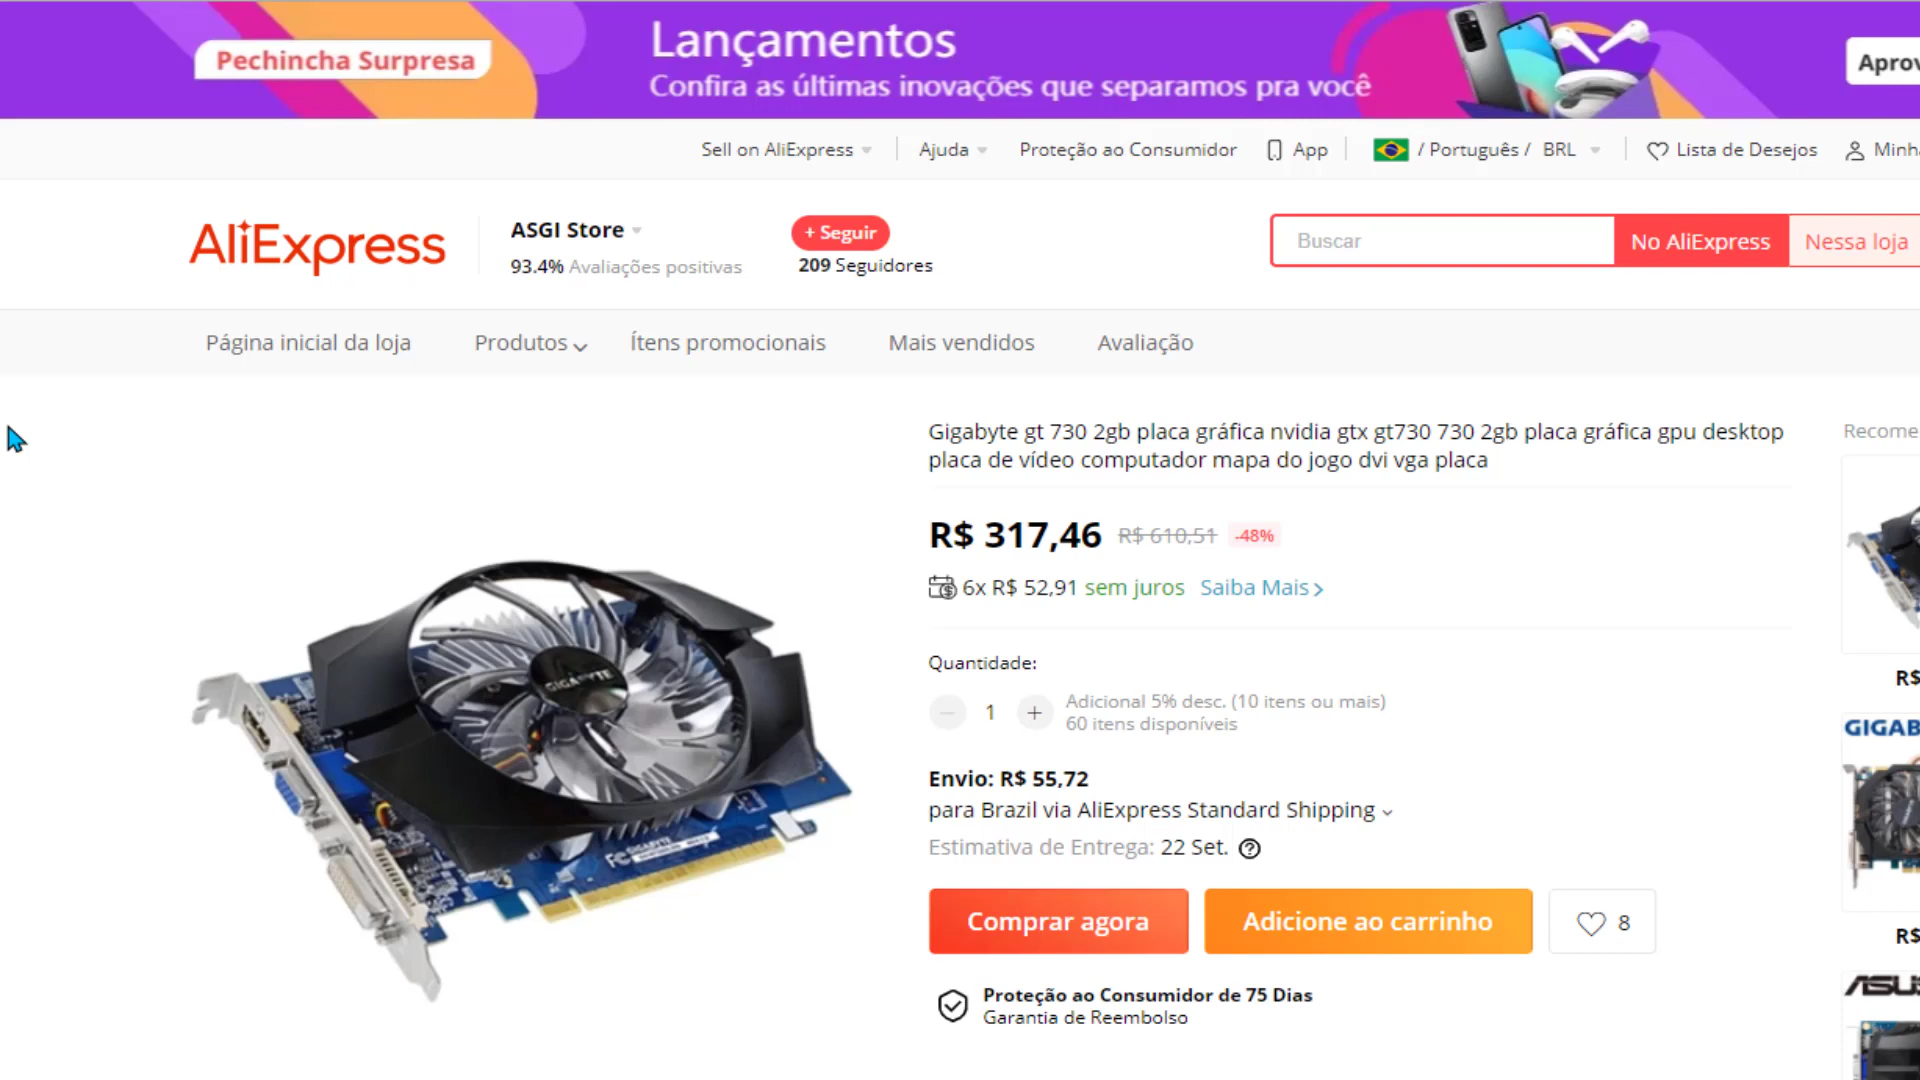 Pechincha Surpresa
Lançamentos
Confira as últimas inovações que separamos pra você
Sell on AliExpress
Ajuda
Proteção ao Consumidor
App
/ Português / BRL
Lista de Desejos
AliExpress
ASGI Store
93.4% Avaliações positivas
+ Seguir
209 Seguidores
Buscar
No AliExpress
Nessa loja
Página inicial da loja
Produtos
Ítens promocionais
Mais vendidos
Avaliação
Gigabyte gt 730 2gb placa gráfica nvidia gtx gt730 730 2gb placa gráfica gpu desktop
placa de vídeo computador mapa do jogo dvi vga placa
R$ 317,46 R$ 610,51 -48%
6x R$ 52,91 sem juros Saiba Mais
Quantidade:
1
Adicional 5% desc. (10 itens ou mais)
60 itens disponíveis
Envio: R$ 55,72
para Brazil via AliExpress Standard Shipping
Estimativa de Entrega: 22 Set.
Comprar agora
Adicione ao carrinho
8
Proteção ao Consumidor de 75 Dias
Garantia de Reembolso
GIGABYTE
R$
R$